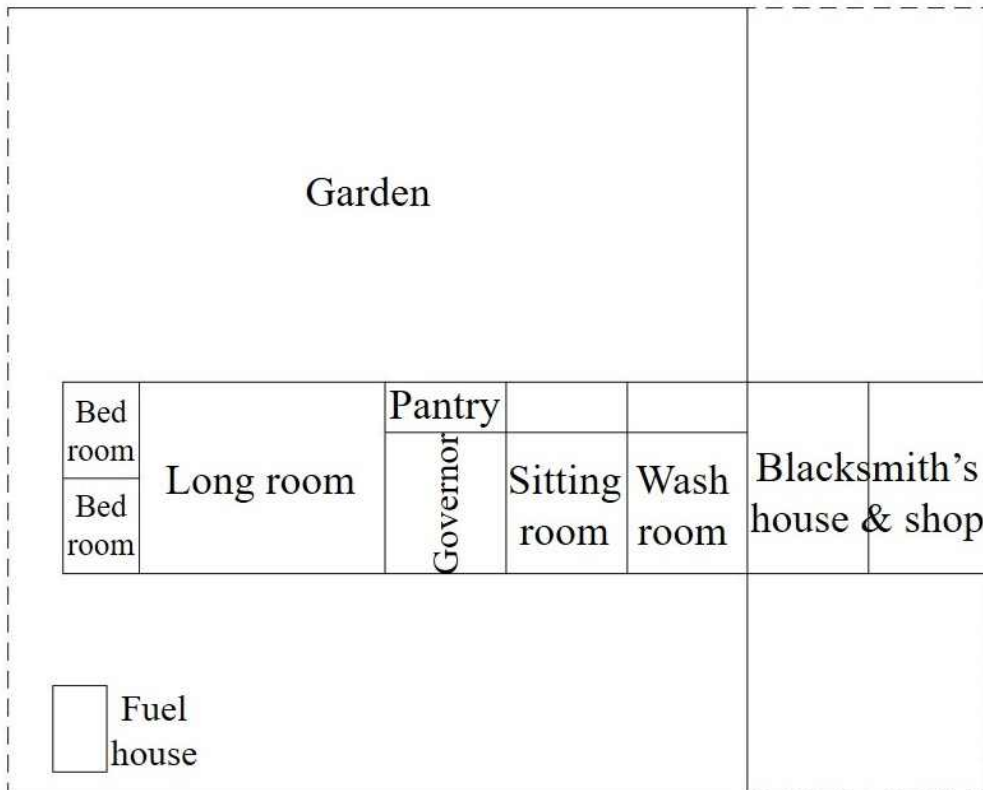 Garden
Bed
room
Bed
room
Long room
Pantry
Governor
Sitting
room
Wash
room
Blacksmith's
house & shop
Fuel
house